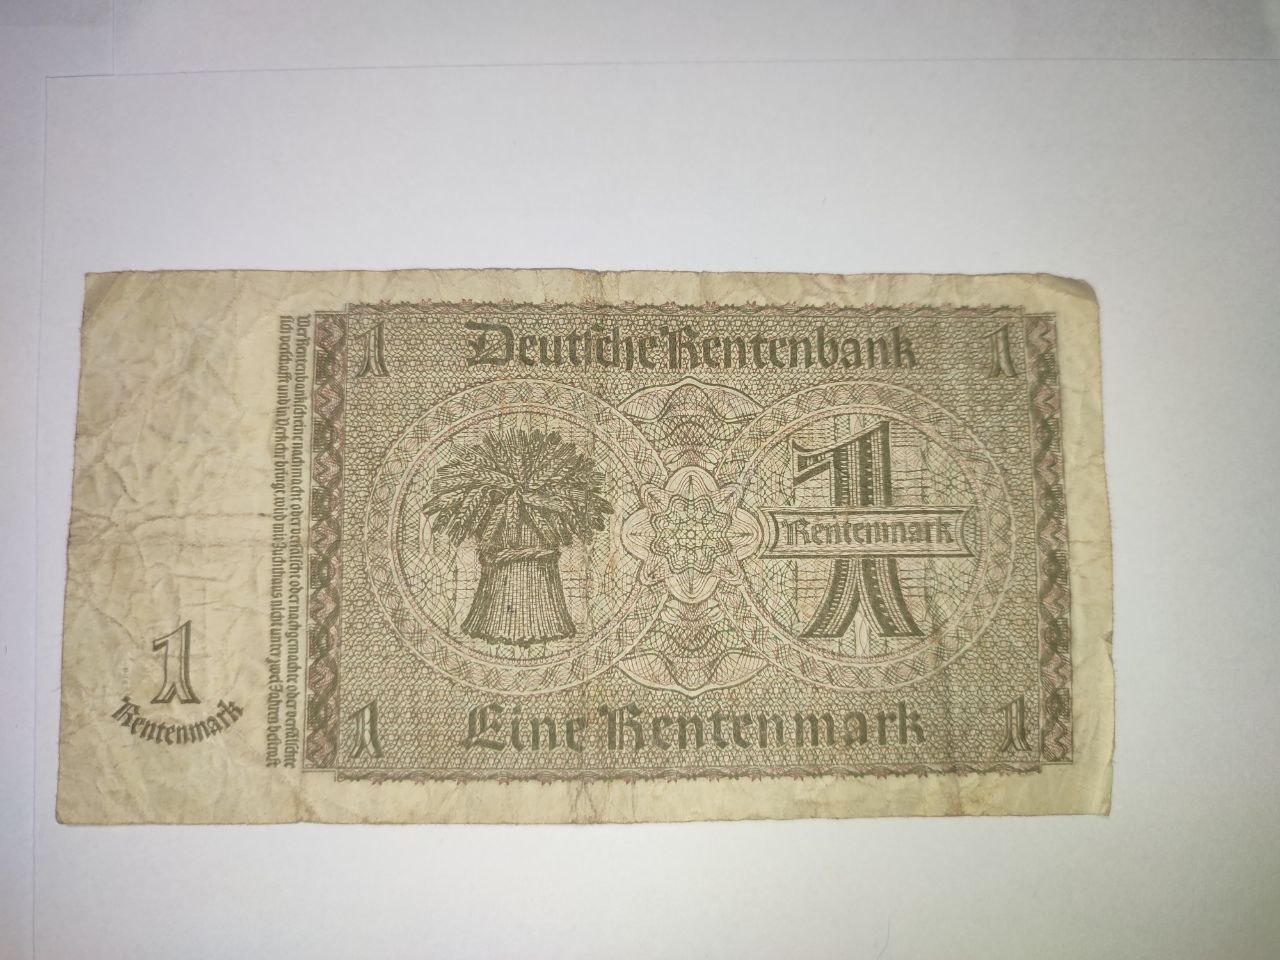 1 Deutsche Rentenbank 1
1
Rentenmark
1 Eine Rentenmark 1
1
Rentenmark
Wer Rentenbankscheine nachmacht oder verfälscht oder nachgemachte oder verfälschte
sich verschafft und in Verkehr bringt, wird mit Zuchthaus nicht unter zwei Jahren bestraft